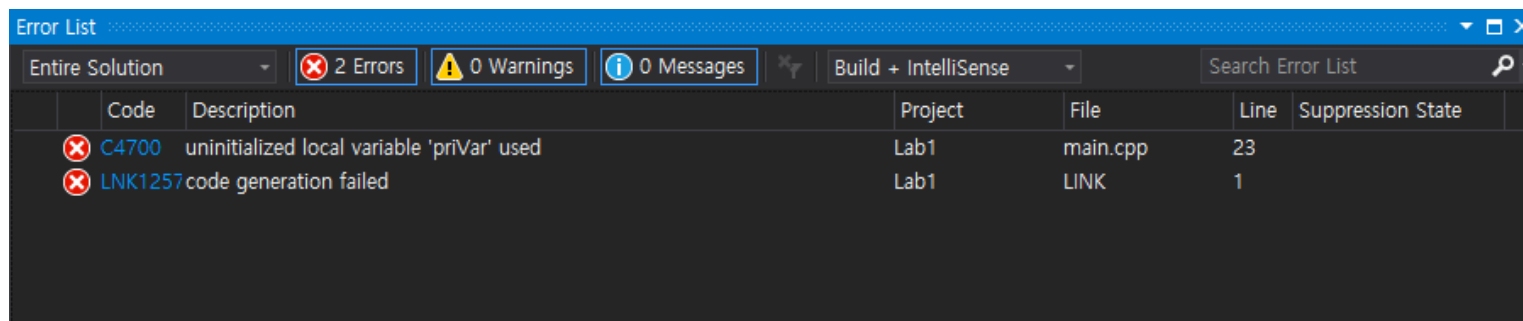 Error List
Entire Solution 2 Errors 0 Warnings 0 Messages Build + IntelliSense Search Error List
Code Description Project File Line Suppression State
C4700 uninitialized local variable 'priVar' used Lab1 main.cpp 23
LNK1257 code generation failed Lab1 LINK 1